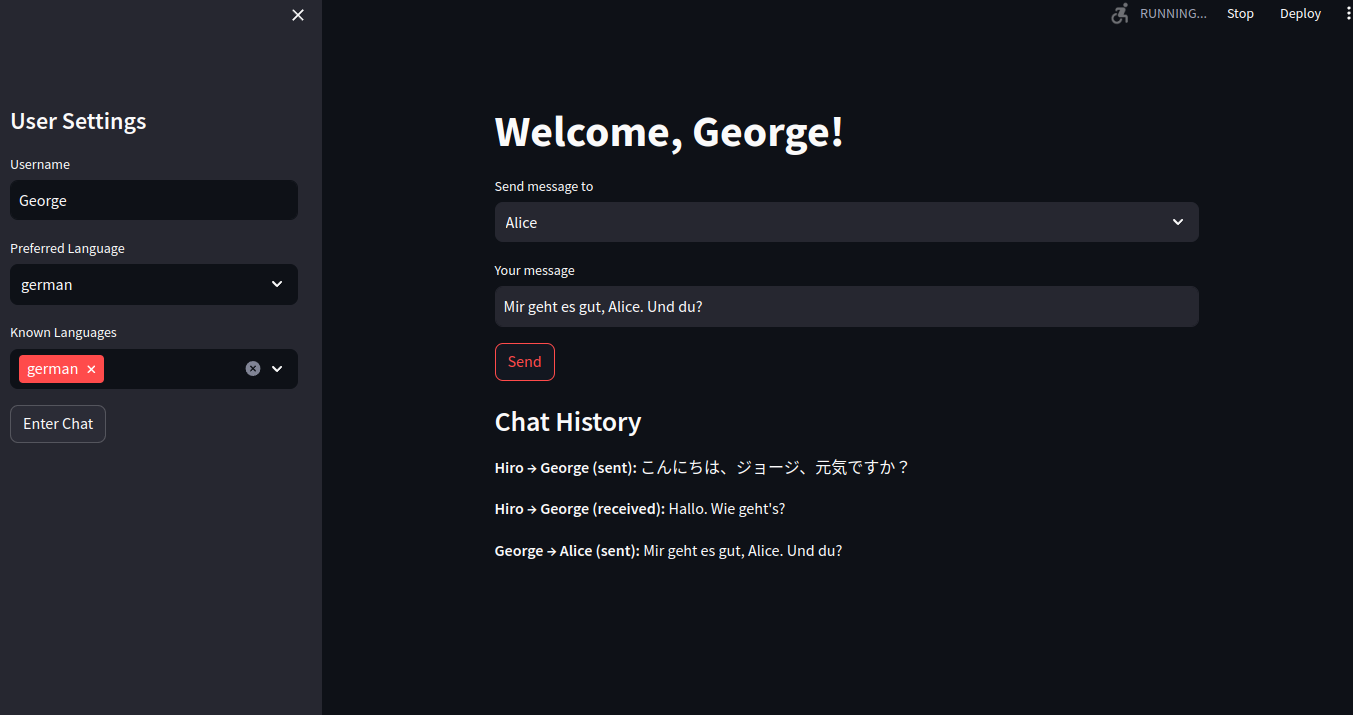 RUNNING... Stop Deploy
User Settings
Username
George
Preferred Language
german
Known Languages
german
Enter Chat
Welcome, George!
Send message to
Alice
Your message
Mir geht es gut, Alice. Und du?
Send
Chat History
Hiro → George (sent): こんにちは、ジョージ、元気ですか？
Hiro → George (received): Hallo. Wie geht's?
George → Alice (sent): Mir geht es gut, Alice. Und du?